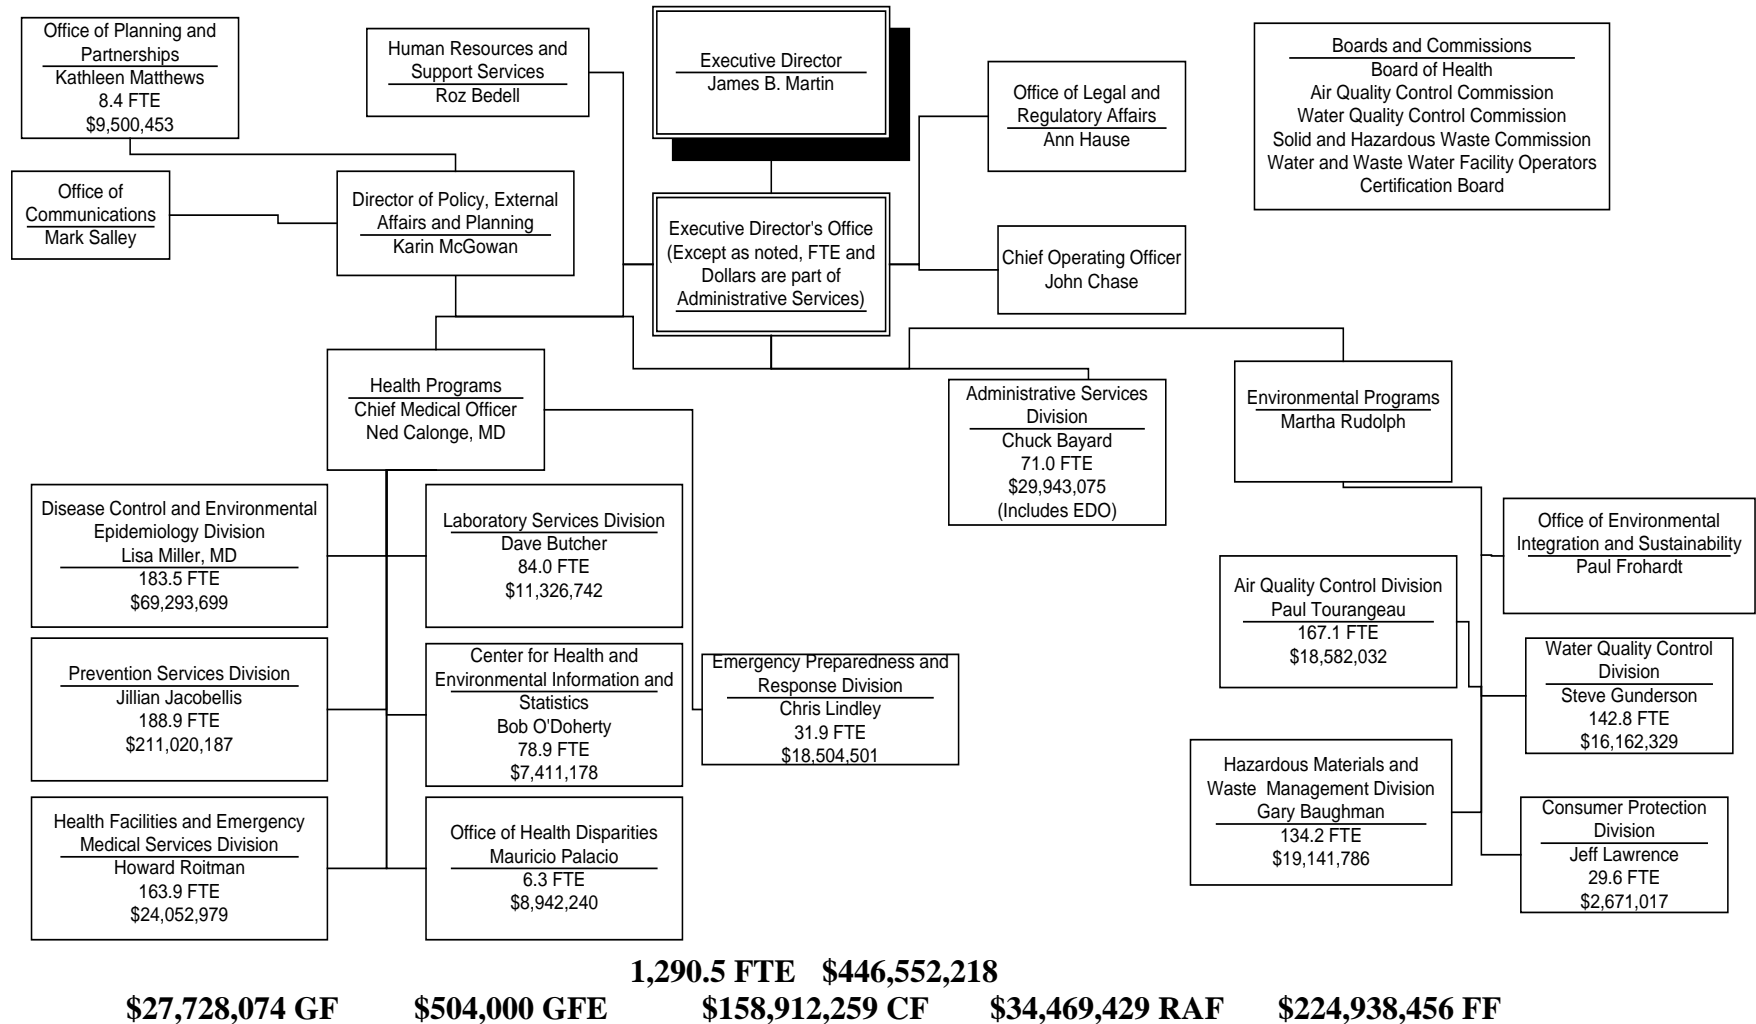 Office of Planning and
Partnerships
Kathleen Matthews
8.4 FTE
$9,500,453
Human Resources and
Support Services
Roz Bedell
Executive Director
James B. Martin
Office of Legal and
Regulatory Affairs
Ann Hause
Boards and Commissions
Board of Health
Air Quality Control Commission
Water Quality Control Commission
Solid and Hazardous Waste Commission
Water and Waste Water Facility Operators
Certification Board
Office of
Communications
Mark Salley
Director of Policy, External
Affairs and Planning
Karin McGowan
Executive Director's Office
(Except as noted, FTE and
Dollars are part of
Administrative Services)
Chief Operating Officer
John Chase
Health Programs
Chief Medical Officer
Ned Calonge, MD
Administrative Services
Division
Chuck Bayard
71.0 FTE
$29,943,075
(Includes EDO)
Environmental Programs
Martha Rudolph
Disease Control and Environmental
Epidemiology Division
Lisa Miller, MD
183.5 FTE
$69,293,699
Laboratory Services Division
Dave Butcher
84.0 FTE
$11,326,742
Office of Environmental
Integration and Sustainability
Paul Frohardt
Air Quality Control Division
Paul Tourangeau
167.1 FTE
$18,582,032
Prevention Services Division
Jillian Jacobellis
188.9 FTE
$211,020,187
Center for Health and
Environmental Information and
Statistics
Bob O'Doherty
78.9 FTE
$7,411,178
Emergency Preparedness and
Response Division
Chris Lindley
31.9 FTE
$18,504,501
Water Quality Control
Division
Steve Gunderson
142.8 FTE
$16,162,329
Hazardous Materials and
Waste Management Division
Gary Baughman
134.2 FTE
$19,141,786
Health Facilities and Emergency
Medical Services Division
Howard Roitman
163.9 FTE
$24,052,979
Office of Health Disparities
Mauricio Palacio
6.3 FTE
$8,942,240
Consumer Protection
Division
Jeff Lawrence
29.6 FTE
$2,671,017
1,290.5 FTE $446,552,218
$27,728,074 GF $504,000 GFE $158,912,259 CF $34,469,429 RAF $224,938,456 FF